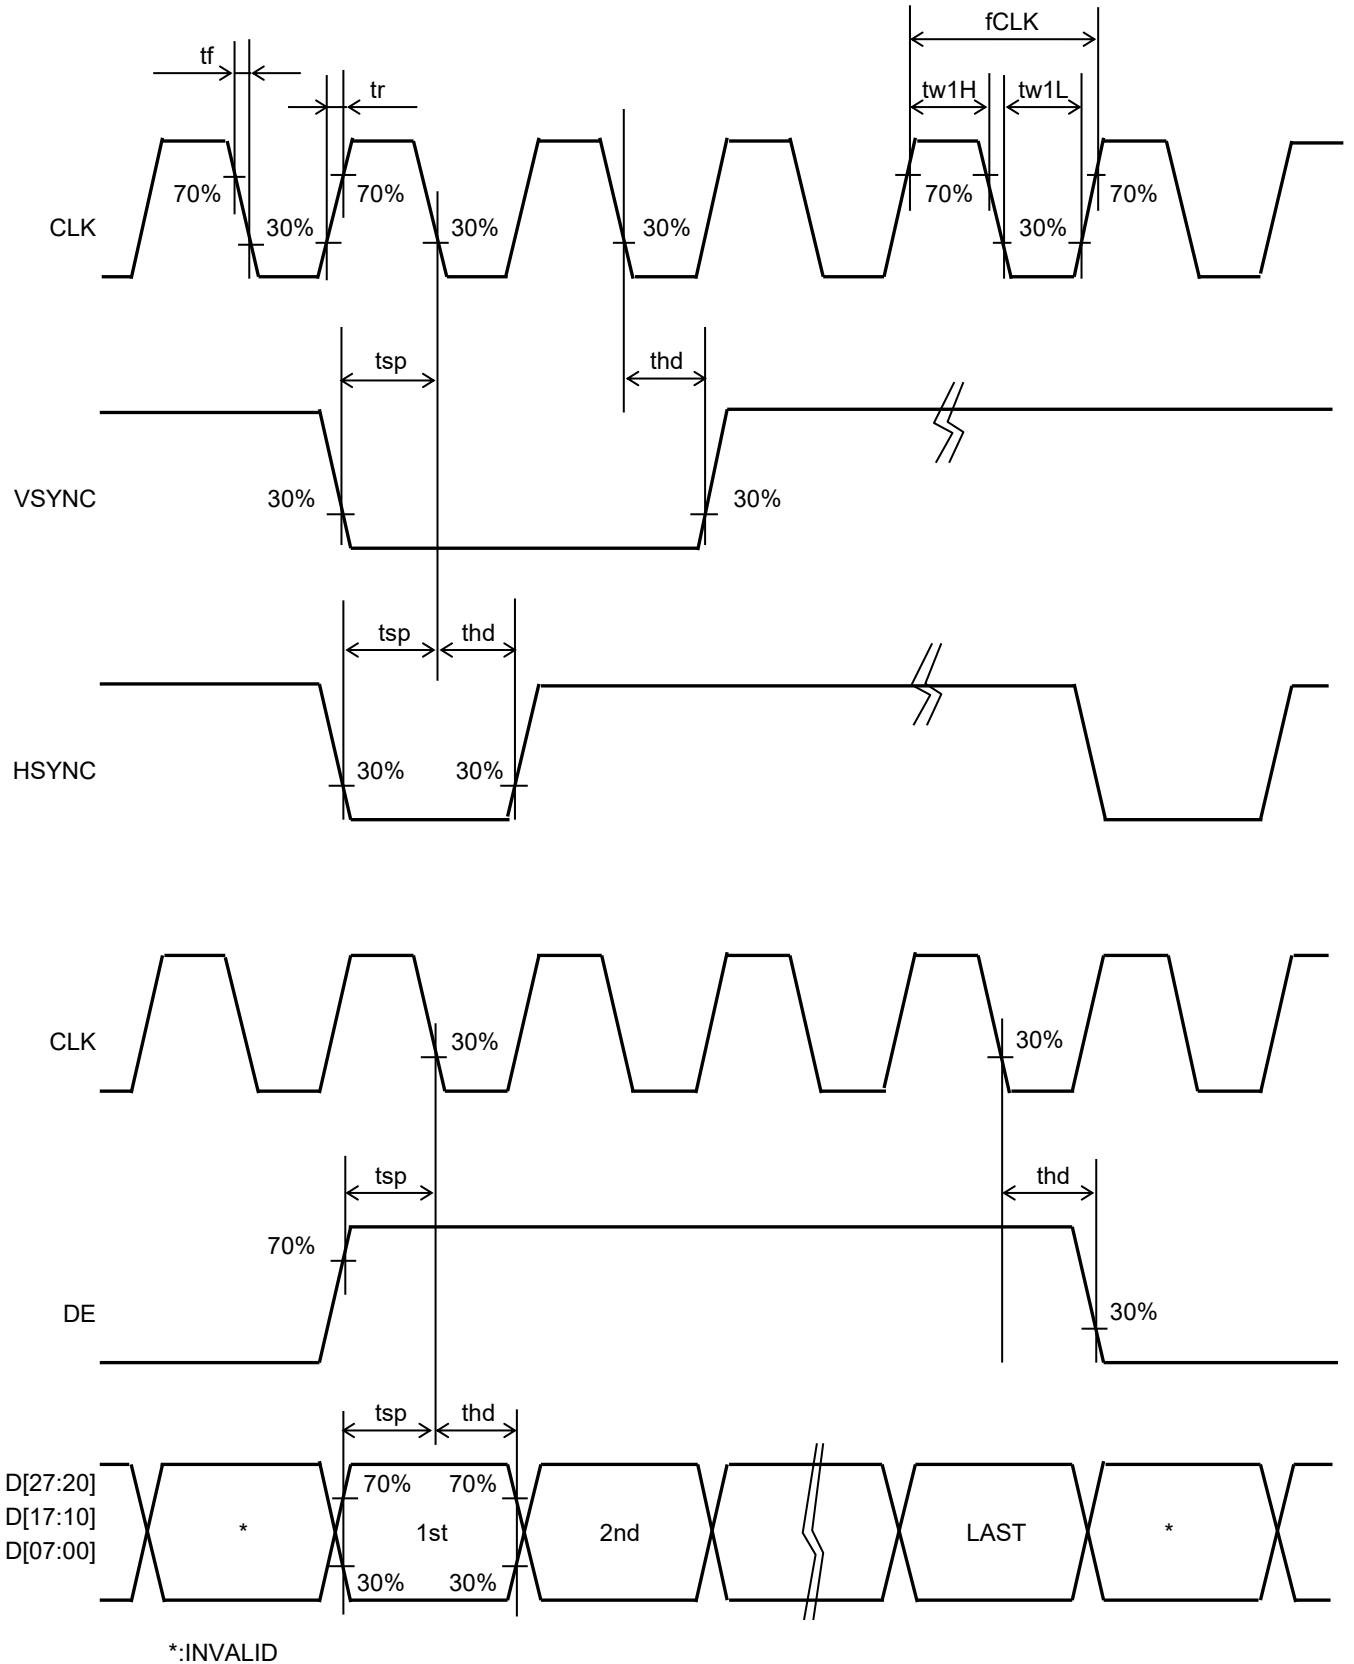 fCLK
tf
tr
tw1H
tw1L
70%
70%
70%
70%
CLK
30%
30%
30%
30%
tsp
thd
VSYNC
30%
30%
tsp
thd
HSYNC
30%
30%
CLK
30%
30%
tsp
thd
70%
DE
30%
tsp
thd
D[27:20]
70%
70%
D[17:10]
*
1st
2nd
LAST
*
D[07:00]
30%
30%
*:INVALID